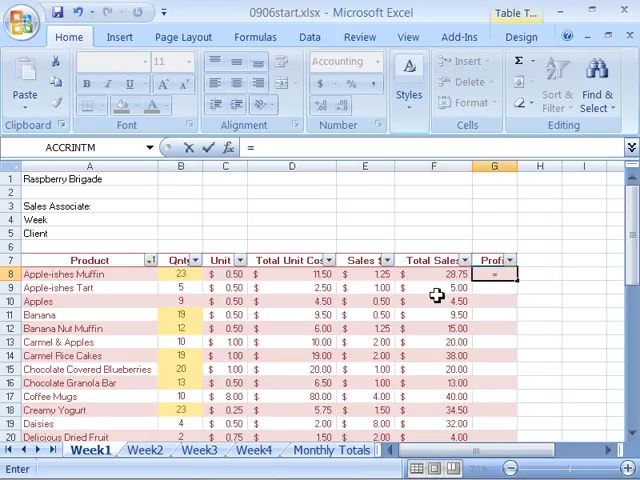 0906start.xlsx - Microsoft Excel
Table T...
Home Insert Page Layout Formulas Data Review View Add-Ins Design
Paste
Clipboard
11
B I U
Font
Alignment
Accounting
$ % ,
Number
Styles
Insert
Delete
Format
Cells
Σ
Sort & Filter
Find & Select
Editing
ACCRINTM fx =
A B C D E F G H I
1 Raspberry Brigade
2
3 Sales Associate:
4 Week
5 Client
6
7 Product Qnty Unit Total Unit Cos Sales $ Total Sales Profi
8 Apple-ishes Muffin 23 $ 0.50 $ 11.50 $ 1.25 $ 28.75 =
9 Apple-ishes Tart 5 $ 0.50 $ 2.50 $ 1.00 $ 5.00
10 Apples 9 $ 0.50 $ 4.50 $ 0.50 $ 4.50
11 Banana 19 $ 0.50 $ 9.50 $ 0.50 $ 9.50
12 Banana Nut Muffin 12 $ 0.50 $ 6.00 $ 1.25 $ 15.00
13 Carmel & Apples 10 $ 1.00 $ 10.00 $ 2.00 $ 20.00
14 Carmel Rice Cakes 19 $ 1.00 $ 19.00 $ 2.00 $ 38.00
15 Chocolate Covered Blueberries 20 $ 1.00 $ 20.00 $ 1.00 $ 20.00
16 Chocolate Granola Bar 13 $ 0.50 $ 6.50 $ 1.00 $ 13.00
17 Coffee Mugs 10 $ 8.00 $ 80.00 $ 4.00 $ 40.00
18 Creamy Yogurt 23 $ 0.25 $ 5.75 $ 1.50 $ 34.50
19 Daisies 4 $ 0.50 $ 2.00 $ 8.00 $ 32.00
20 Delicious Dried Fruit 2 $ 0.75 $ 1.50 $ 2.00 $ 4.00
Week1 Week2 Week3 Week4 Monthly Totals
Enter 70%